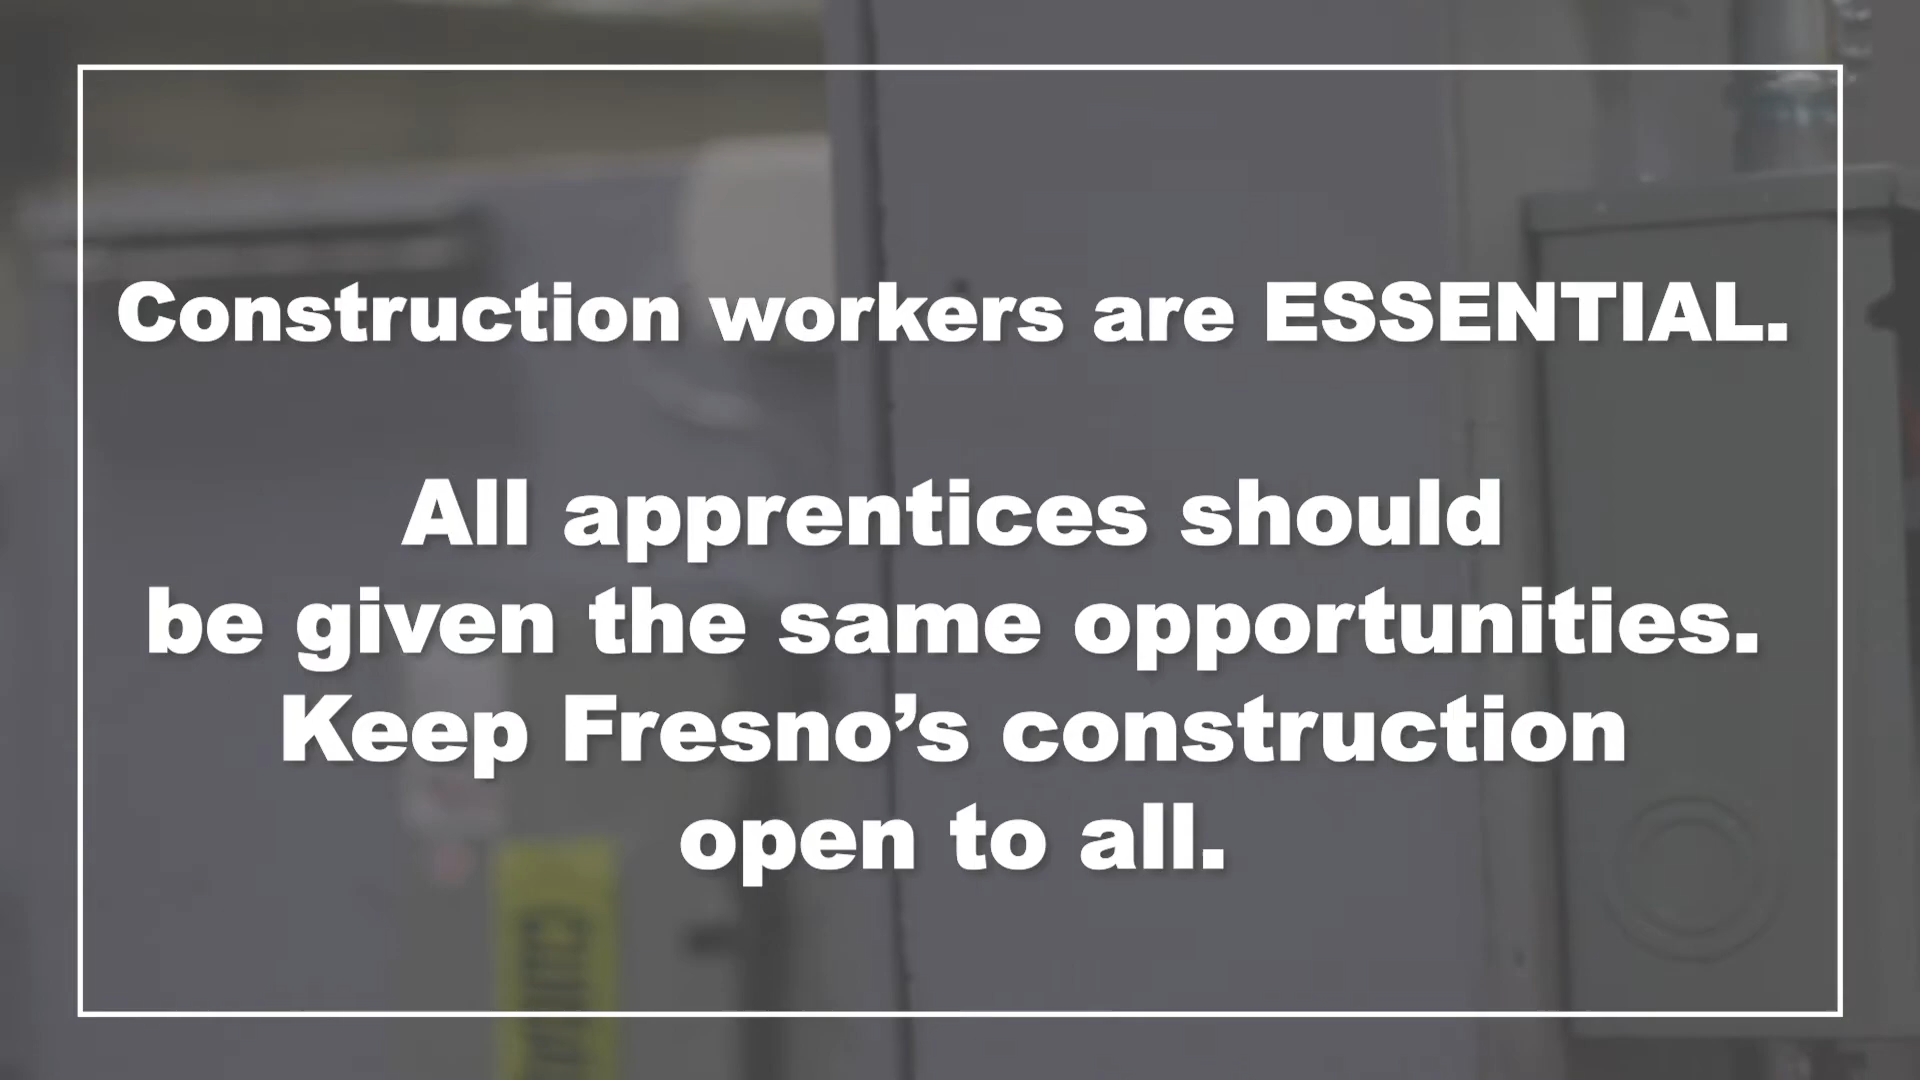 Construction workers are ESSENTIAL.
All apprentices should
be given the same opportunities.
Keep Fresno’s construction
open to all.